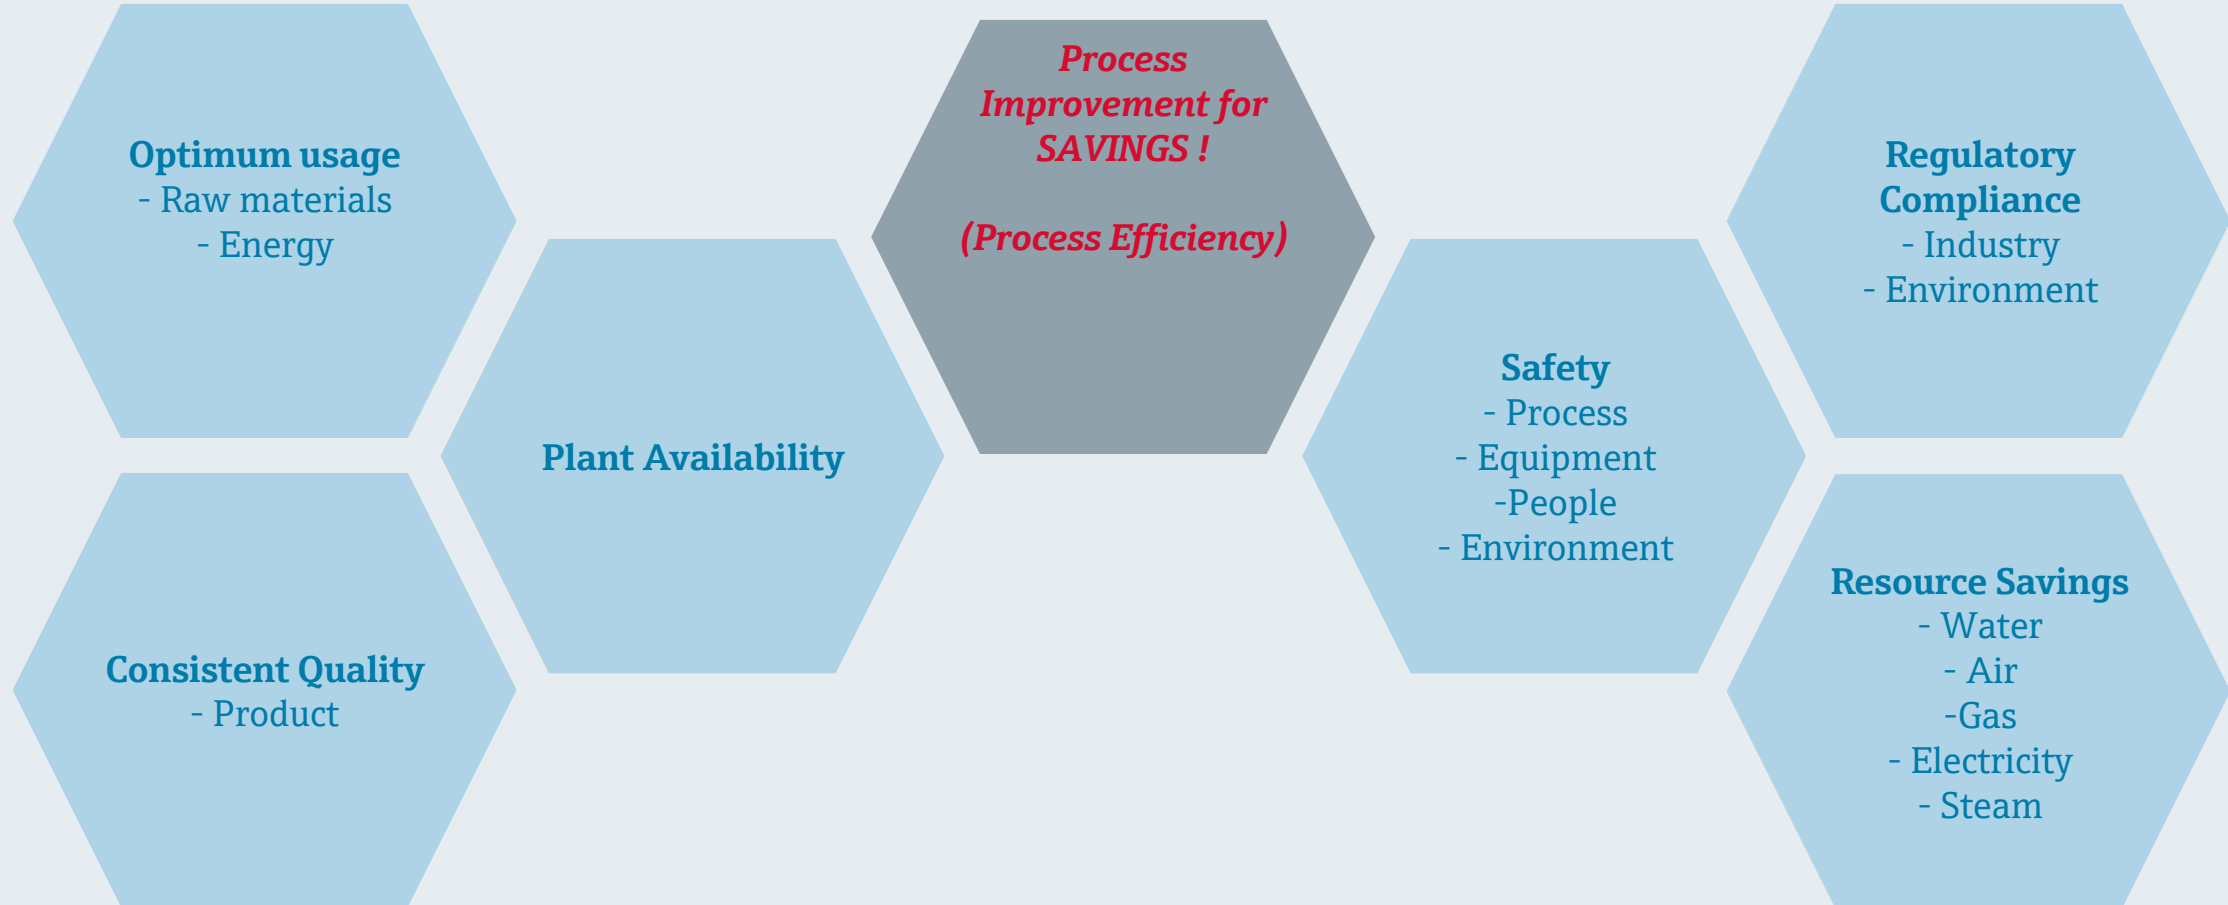 Optimum usage
- Raw materials
- Energy
Consistent Quality
- Product
Plant Availability
Process
Improvement for
SAVINGS !
(Process Efficiency)
Safety
- Process
- Equipment
-People
- Environment
Regulatory
Compliance
- Industry
- Environment
Resource Savings
- Water
- Air
-Gas
- Electricity
- Steam